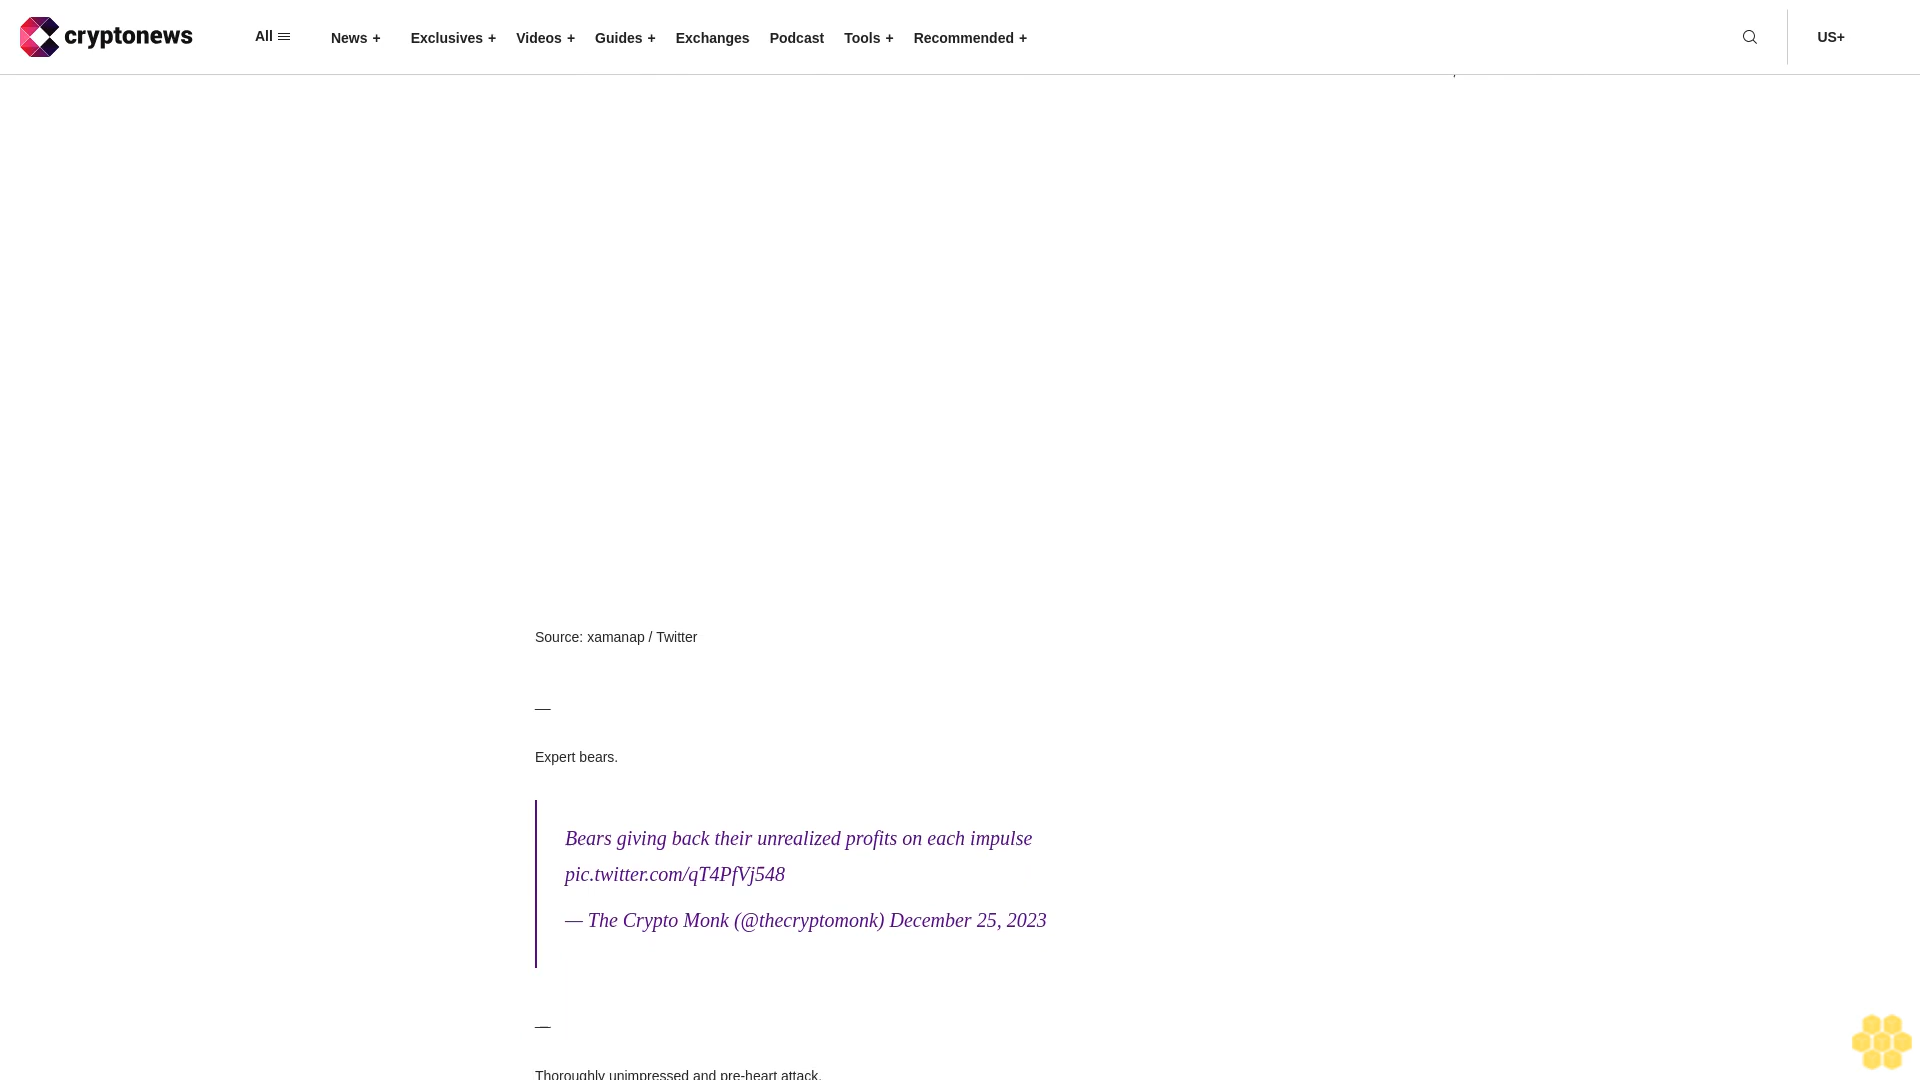 cryptonews
All
News +
Exclusives +
Videos +
Guides +
Exchanges
Podcast
Tools +
Recommended +
US+
Source: xamanap / Twitter
—
Expert bears.
Bears giving back their unrealized profits on each impulse
pic.twitter.com/qT4PfVj548
— The Crypto Monk (@thecryptomonk) December 25, 2023
—
Thoroughly unimpressed and pre-heart attack.